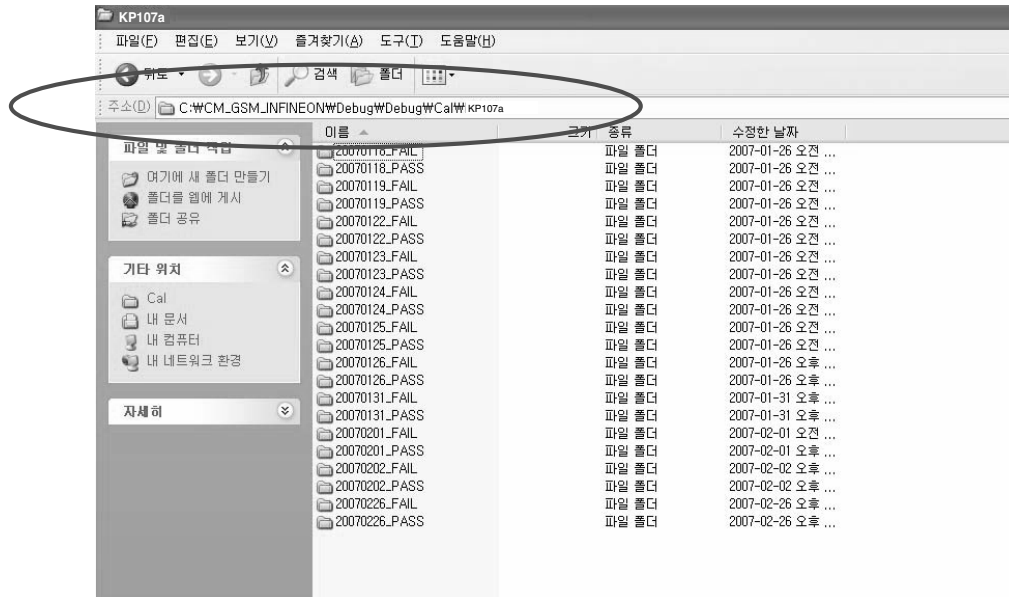 KP107a
파일(F) 편집(E) 보기(V) 즐겨찾기(A) 도구(T) 도움말(H)
뒤로 검색 폴더
주소(D) C:₩CM_GSM_INFINEON₩Debug₩Debug₩Cal₩KP107a
이름 크기 종류 수정한 날짜
파일 및 폴더 작업
여기에 새 폴더 만들기
폴더를 웹에 게시
폴더 공유
기타 위치
Cal
내 문서
내 컴퓨터
내 네트워크 환경
자세히
20070118_FAIL 파일 폴더 2007-01-26 오전 ...
20070118_PASS 파일 폴더 2007-01-26 오전 ...
20070119_FAIL 파일 폴더 2007-01-26 오전 ...
20070119_PASS 파일 폴더 2007-01-26 오전 ...
20070122_FAIL 파일 폴더 2007-01-26 오전 ...
20070122_PASS 파일 폴더 2007-01-26 오전 ...
20070123_FAIL 파일 폴더 2007-01-26 오전 ...
20070123_PASS 파일 폴더 2007-01-26 오전 ...
20070124_FAIL 파일 폴더 2007-01-26 오전 ...
20070124_PASS 파일 폴더 2007-01-26 오전 ...
20070125_FAIL 파일 폴더 2007-01-26 오전 ...
20070125_PASS 파일 폴더 2007-01-26 오전 ...
20070126_FAIL 파일 폴더 2007-01-26 오후 ...
20070126_PASS 파일 폴더 2007-01-26 오후 ...
20070131_FAIL 파일 폴더 2007-01-31 오후 ...
20070131_PASS 파일 폴더 2007-01-31 오후 ...
20070201_FAIL 파일 폴더 2007-02-01 오전 ...
20070201_PASS 파일 폴더 2007-02-01 오후 ...
20070202_FAIL 파일 폴더 2007-02-02 오후 ...
20070202_PASS 파일 폴더 2007-02-02 오후 ...
20070226_FAIL 파일 폴더 2007-02-26 오후 ...
20070226_PASS 파일 폴더 2007-02-26 오후 ...